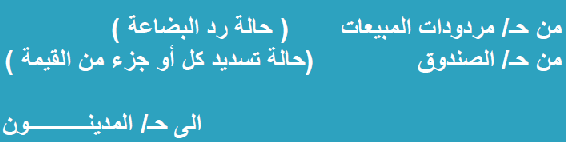 من حـ/ مردودات المبيعات ( حالة رد البضاعة )
من حـ/ الصندوق (حالة تسديد كل أو جزء من القيمة )
الى حـ/ المدينـــــــــــون